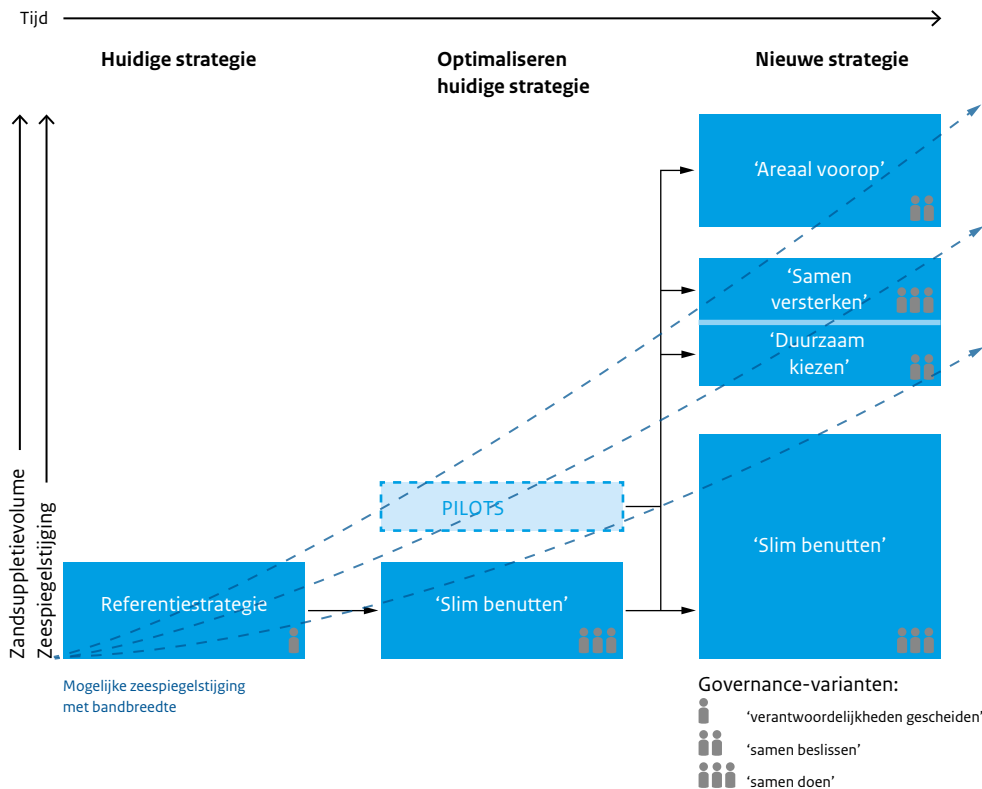 Tijd
Huidige strategie
Optimaliseren
huidige strategie
Nieuwe strategie
Zandsuppletievolume
Zeespiegelstijging
‘Areaal voorop’
‘Samen
versterken’
‘Duurzaam
kiezen’
PILOTS
‘Slim benutten’
Referentiestrategie
‘Slim benutten’
Mogelijke zeespiegelstijging
met bandbreedte
Governance-varianten:
‘verantwoordelijkheden gescheiden’
‘samen beslissen’
‘samen doen’